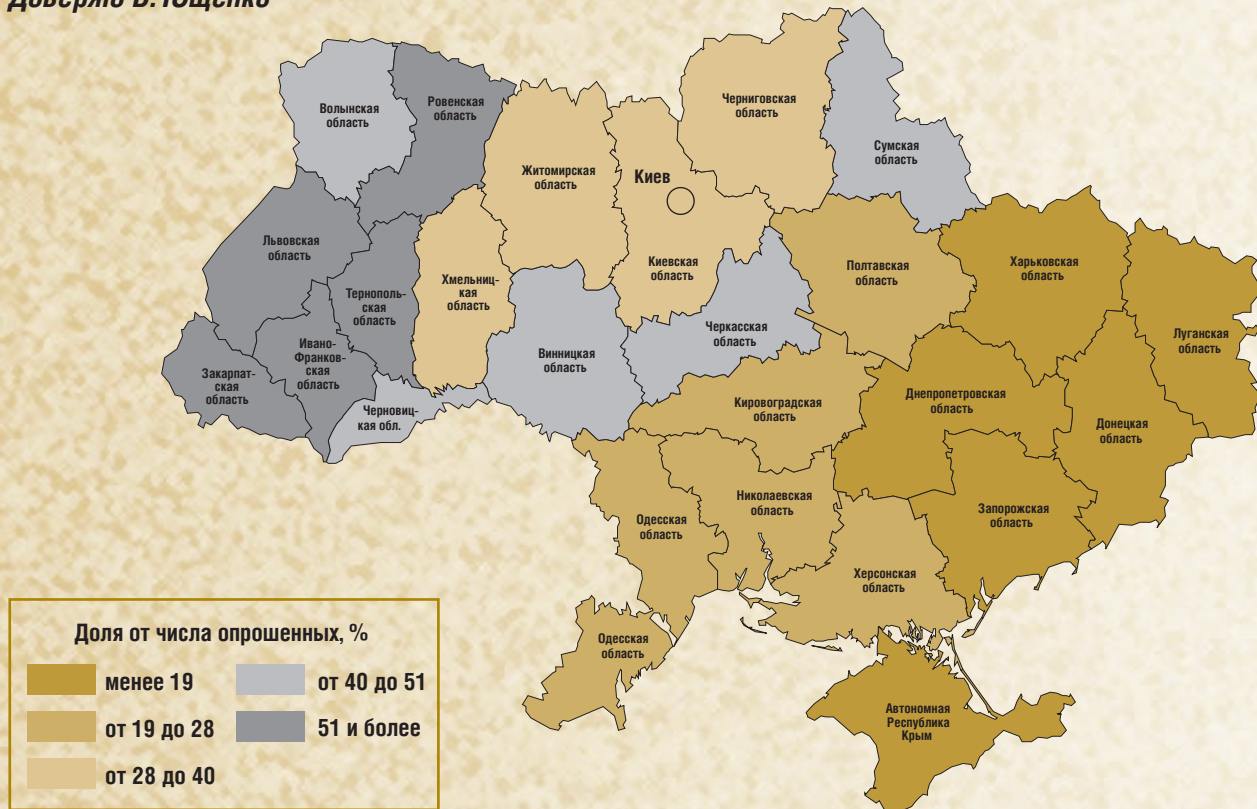 Доверяю В. Ющенко
Волынская
область
Ровенская
область
Черниговская
область
Сумская
область
Житомирская
область
Киев
Львовская
область
Хмельниц-
кая
область
Киевская
область
Полтавская
область
Харьковская
область
Тернополь-
ская
область
Луганская
область
Ивано-
Франков-
ская
область
Винницкая
область
Черкасская
область
Закарпат-
ская
область
Черновиц-
кая обл.
Кировоградская
область
Днепропетровская
область
Донецкая
область
Николаевская
область
Одесская
область
Запорожская
область
Херсонская
область
Одесская
область
Автономная
Республика
Крым
Доля от числа опрошенных, %
менее 19
от 19 до 28
от 28 до 40
от 40 до 51
51 и более